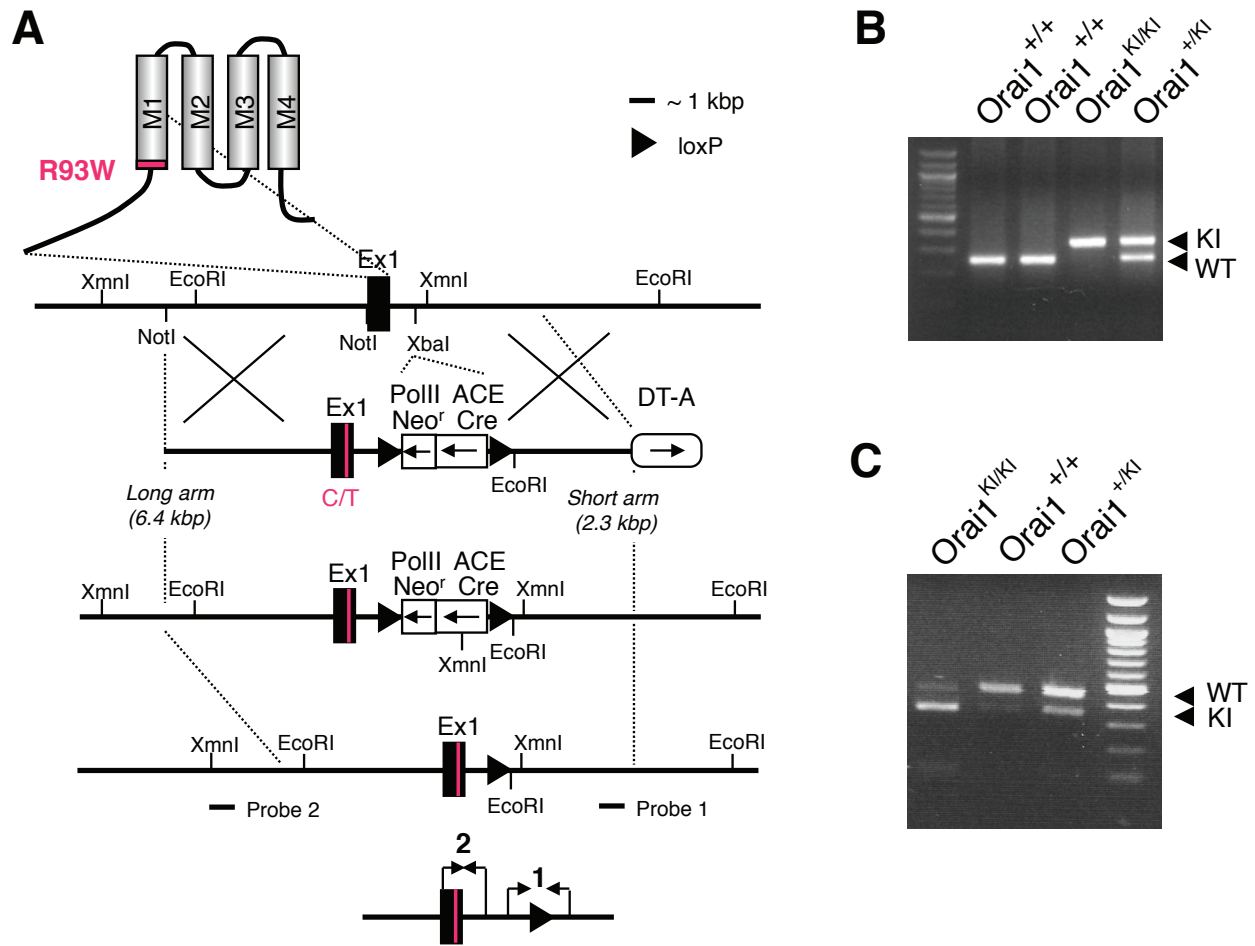 A
M1
M2
M3
M4
R93W
~ 1 kbp
loxP
Ex1
XmnI
EcoRI
XmnI
EcoRI
NotI
NotI
XbaI
PolII
Neoʳ
ACE
Cre
DT-A
Ex1
EcoRI
C/T
Long arm
(6.4 kbp)
Short arm
(2.3 kbp)
PolII
Neoʳ
ACE
Cre
Ex1
XmnI
EcoRI
XmnI
EcoRI
XmnI
EcoRI
Ex1
XmnI
EcoRI
XmnI
EcoRI
EcoRI
Probe 2
Probe 1
2
1
B
Orai1+/+
Orai1+/+
Orai1KI/KI
Orai1+/KI
KI
WT
C
Orai1KI/KI
Orai1+/+
Orai1+/KI
WT
KI